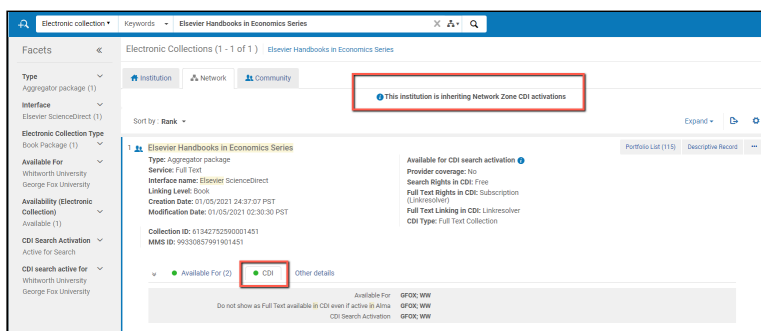 Electronic collection Keywords Elsevier Handbooks in Economics Series
Facets
Electronic Collections (1 - 1 of 1) Elsevier Handbooks in Economics Series
Type
Aggregator package (1)
Interface
Elsevier ScienceDirect (1)
Electronic Collection Type
Book Package (1)
Available For
Whitworth University
George Fox University
Availability (Electronic Collection)
Available (1)
CDI Search Activation
Active for Search
CDI search active for
Whitworth University
George Fox University
Institution Network Community
This institution is inheriting Network Zone CDI activations
Sort by : Rank Expand
1 Elsevier Handbooks in Economics Series
Portfolio List (115) Descriptive Record
Type: Aggregator package
Service: Full Text
Interface name: Elsevier ScienceDirect
Linking Level: Book
Creation Date: 01/05/2021 24:37:07 PST
Modification Date: 01/05/2021 02:30:30 PST
Collection ID: 61342752590001451
MMS ID: 99330857991901451
Available for CDI search activation
Provider coverage: No
Search Rights in CDI: Free
Full Text Rights in CDI: Subscription
(Linkresolver)
Full Text Linking in CDI: Linkresolver
CDI Type: Full Text Collection
Available For (2) CDI Other details
Available For GFOX; WW
Do not show as Full Text available in CDI even if active in Alma GFOX; WW
CDI Search Activation GFOX; WW